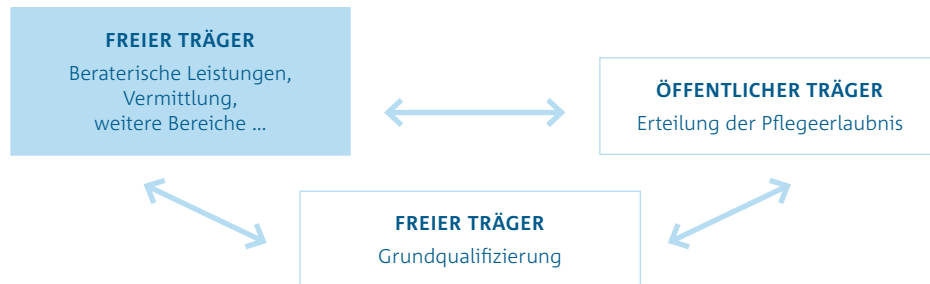 FREIER TRÄGER
Beraterische Leistungen,
Vermittlung,
weitere Bereiche ...
ÖFFENTLICHER TRÄGER
Erteilung der Pflegeerlaubnis
FREIER TRÄGER
Grundqualifizierung